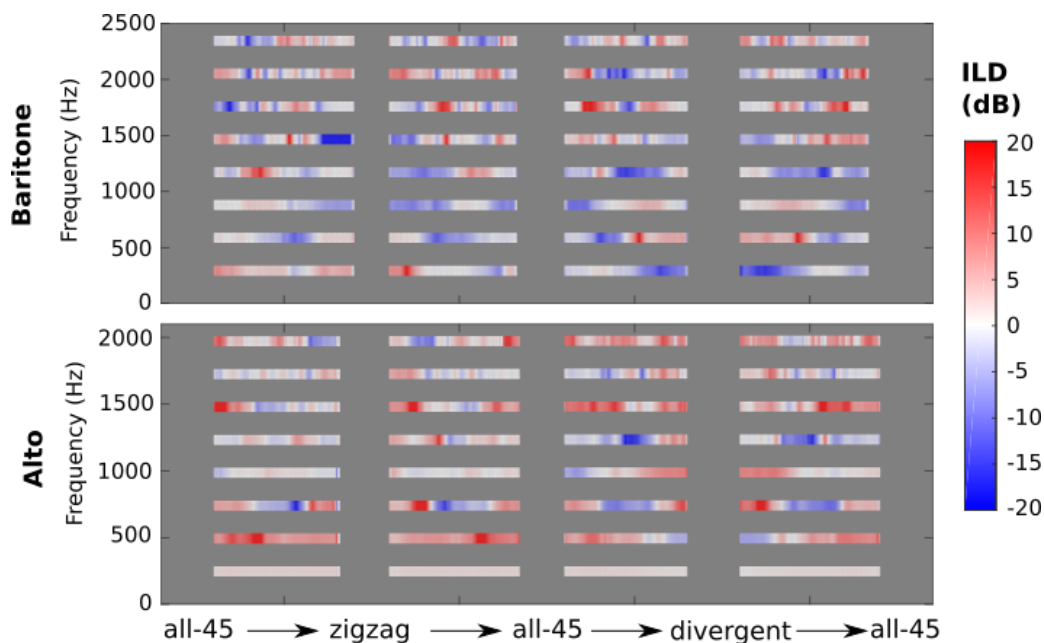 Baritone
Frequency (Hz)
2500
2000
1500
1000
500
0
Alto
Frequency (Hz)
2000
1500
1000
500
0
all-45 → zigzag → all-45 → divergent → all-45
ILD
(dB)
20
15
10
5
0
-5
-10
-15
-20